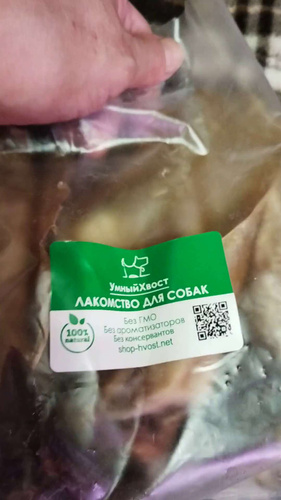 УмныйХвост
ЛАКОМСТВО ДЛЯ СОБАК
Без ГМО
Без ароматизаторов
Без консервантов
shop-hvost.net
100%
natural